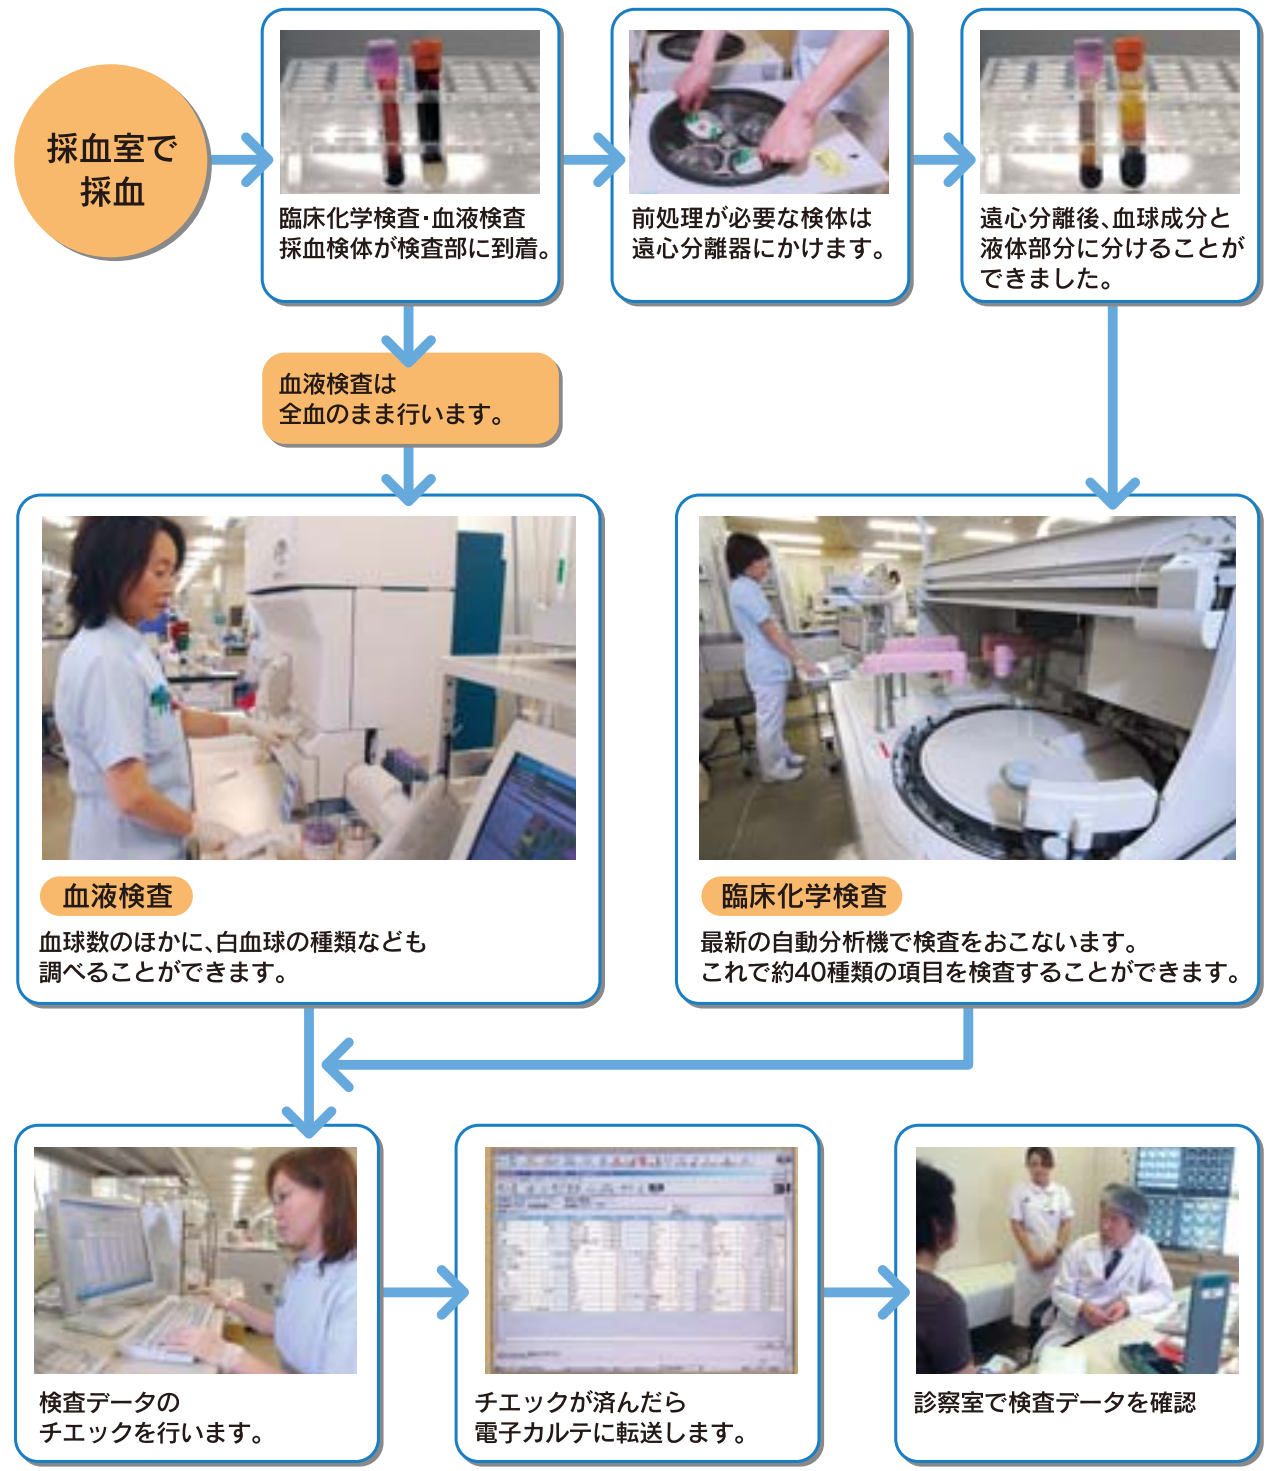 採血室で
採血
臨床化学検査・血液検査
採血検体が検査部に到着。
前処理が必要な検体は
遠心分離器にかけます。
遠心分離後、血球成分と
液体部分に分けることが
できました。
血液検査は
全血のまま行います。
血液検査
血球数のほかに、白血球の種類なども
調べることができます。
臨床化学検査
最新の自動分析機で検査をおこないます。
これで約40種類の項目を検査することができます。
検査データの
チエックを行います。
チエックが済んだら
電子カルテに転送します。
診察室で検査データを確認